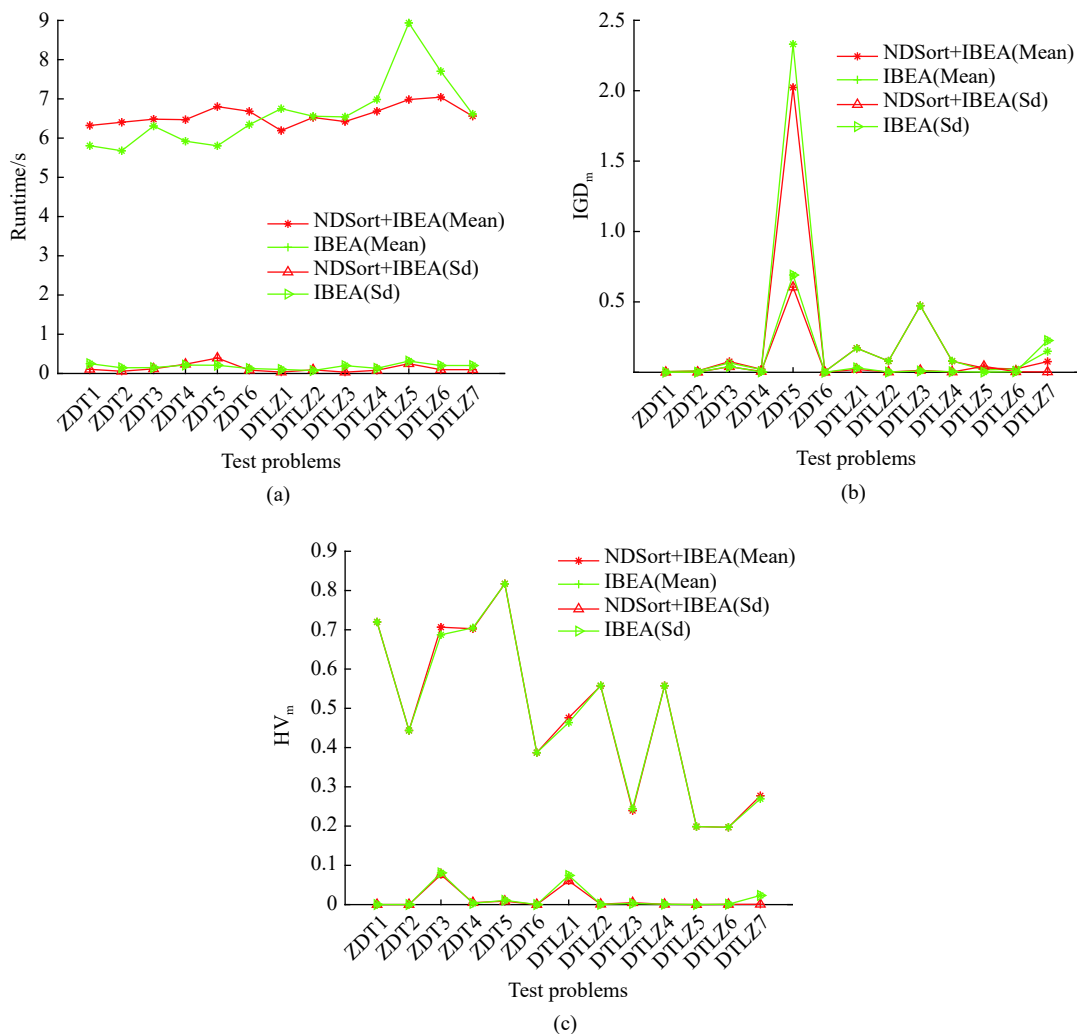 9
8
7
6
5
4
3
2
1
0
Runtime/s
NDSort+IBEA(Mean)
IBEA(Mean)
NDSort+IBEA(Sd)
IBEA(Sd)
ZDT1
ZDT2
ZDT3
ZDT4
ZDT5
ZDT6
DTLZ1
DTLZ2
DTLZ3
DTLZ4
DTLZ5
DTLZ6
DTLZ7
Test problems
(a)
2.5
2.0
1.5
1.0
0.5
IGDm
NDSort+IBEA(Mean)
IBEA(Mean)
NDSort+IBEA(Sd)
IBEA(Sd)
ZDT1
ZDT2
ZDT3
ZDT4
ZDT5
ZDT6
DTLZ1
DTLZ2
DTLZ3
DTLZ4
DTLZ5
DTLZ6
DTLZ7
Test problems
(b)
0.9
0.8
0.7
0.6
0.5
0.4
0.3
0.2
0.1
0
HVm
NDSort+IBEA(Mean)
IBEA(Mean)
NDSort+IBEA(Sd)
IBEA(Sd)
ZDT1
ZDT2
ZDT3
ZDT4
ZDT5
ZDT6
DTLZ1
DTLZ2
DTLZ3
DTLZ4
DTLZ5
DTLZ6
DTLZ7
Test problems
(c)